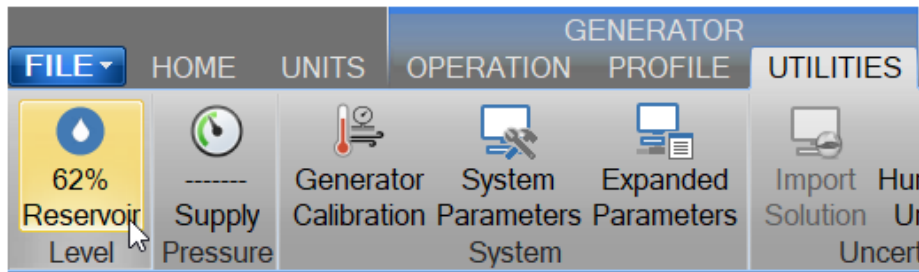 GENERATOR
FILE HOME UNITS OPERATION PROFILE UTILITIES
62% ------- Generator System Expanded Import
Reservoir Supply Calibration Parameters Parameters Solution
Level Pressure System